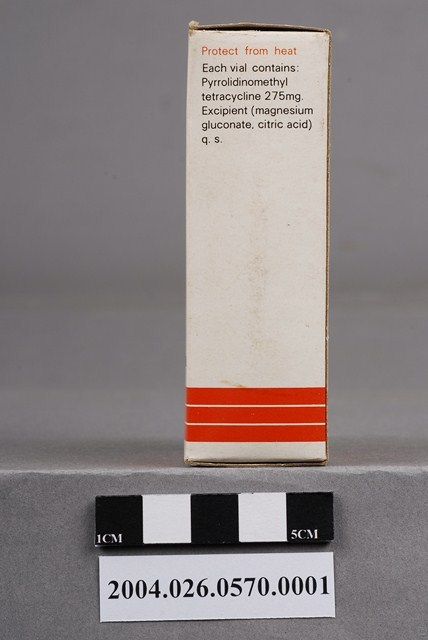 Protect from heat
Each vial contains:
Pyrrolidinomethyl
tetracycline 275mg.
Excipient (magnesium
gluconate, citric acid)
q. s.
1CM
5CM
2004.026.0570.0001